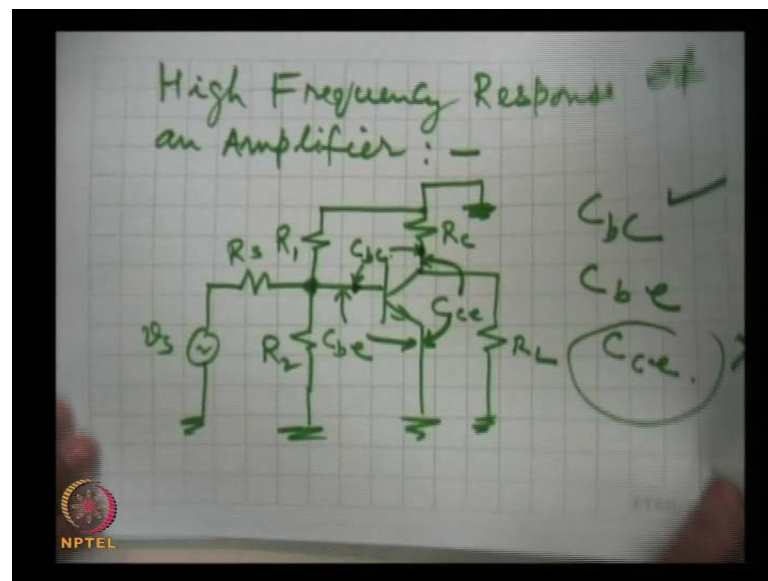 High Frequency Response of
an Amplifier : -
Rs
R1
Cbc
Rc
vs
R2
Cbe
Cce
RL
Cbc ✓
Cbe
Cce. x
NPTEL